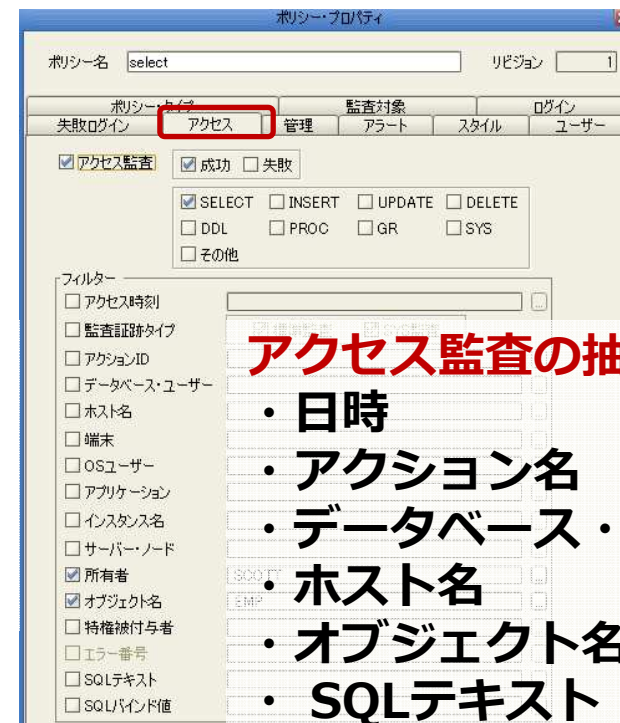 ポリシー・プロパティ
ポリシー名 select リビジョン 1
ポリシー・タイプ 監査対象 ログイン
失敗ログイン アクセス 管理 アラート スタイル ユーザー
アクセス監査 成功 失敗
SELECT INSERT UPDATE DELETE
DDL PROC GR SYS
その他
フィルター
アクセス時刻
監査証跡タイプ 標準監査 SYS監査
アクションID
データベース・ユーザー
ホスト名
端末
OSユーザー
アプリケーション
インスタンス名
サーバー・ノード
所有者 SCOTT
オブジェクト名 EMP
特権被付与者
エラー番号
SQLテキスト
SQLバインド値
アクセス監査の抽
・日時
・アクション名
・データベース・
・ホスト名
・オブジェクト名
・ SQLテキスト